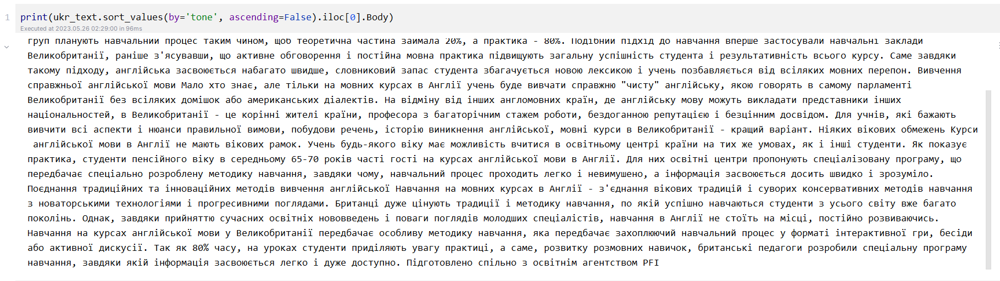 1
print(ukr_text.sort_values(by='tone', ascending=False).iloc[0].Body)
Executed at 2023.05.26 02:29:00 in 96ms
груп планують навчальний процес таким чином, щоб теоретична частина займала 20%, а практика - 80%. Подібний підхід до навчання вперше застосували навчальні заклади
Великобританії, раніше з'ясувавши, що активне обговорення і постійна мовна практика підвищують загальну успішність студента і результативність всього курсу. Саме завдяки
такому підходу, англійська засвоюється набагато швидше, словниковий запас студента збагачується новою лексикою і учень позбавляється від всіляких мовних перепон. Вивчення
справжньої англійської мови Мало хто знає, але тільки на мовних курсах в Англії учень буде вивчати справжню "чисту" англійську, якою говорять в самому парламенті
Великобританії без всіляких домішок або американських діалектів. На відміну від інших англомовних країн, де англійську мову можуть викладати представники інших
національностей, в Великобританії - це корінні жителі країни, професора з багаторічним стажем роботи, бездоганною репутацією і безцінним досвідом. Для учнів, які бажають
вивчити всі аспекти і нюанси правильної вимови, побудови речень, історію виникнення англійської, мовні курси в Великобританії - кращий варіант. Ніяких вікових обмежень Курси
англійської мови в Англії не мають вікових рамок. Учень будь-якого віку має можливість вчитися в освітньому центрі країни на тих же умовах, як і інші студенти. Як показує
практика, студенти пенсійного віку в середньому 65-70 років часті гості на курсах англійської мови в Англії. Для них освітні центри пропонують спеціалізовану програму, що
передбачає спеціально розроблену методику навчання, завдяки чому, навчальний процес проходить легко і невимушено, а інформація засвоюється досить швидко і зрозуміло.
Поєднання традиційних та інноваційних методів вивчення англійської Навчання на мовних курсах в Англії - з'єднання вікових традицій і суворих консервативних методів навчання
з новаторськими технологіями і прогресивними поглядами. Британці дуже цінують традиції і методику навчання, по якій успішно навчаються студенти з усього світу вже багато
поколінь. Однак, завдяки прийняттю сучасних освітніх нововведень і поваги поглядів молодших спеціалістів, навчання в Англії не стоїть на місці, постійно розвиваючись.
Навчання на курсах англійської мови у Великобританії передбачає особливу методику навчання, яка передбачає захоплюючий навчальний процес у форматі інтерактивної гри, бесіди
або активної дискусії. Так як 80% часу, на уроках студенти приділяють увагу практиці, а саме, розвитку розмовних навичок, британські педагоги розробили спеціальну програму
навчання, завдяки якій інформація засвоюється легко і дуже доступно. Підготовлено спільно з освітнім агентством PFI